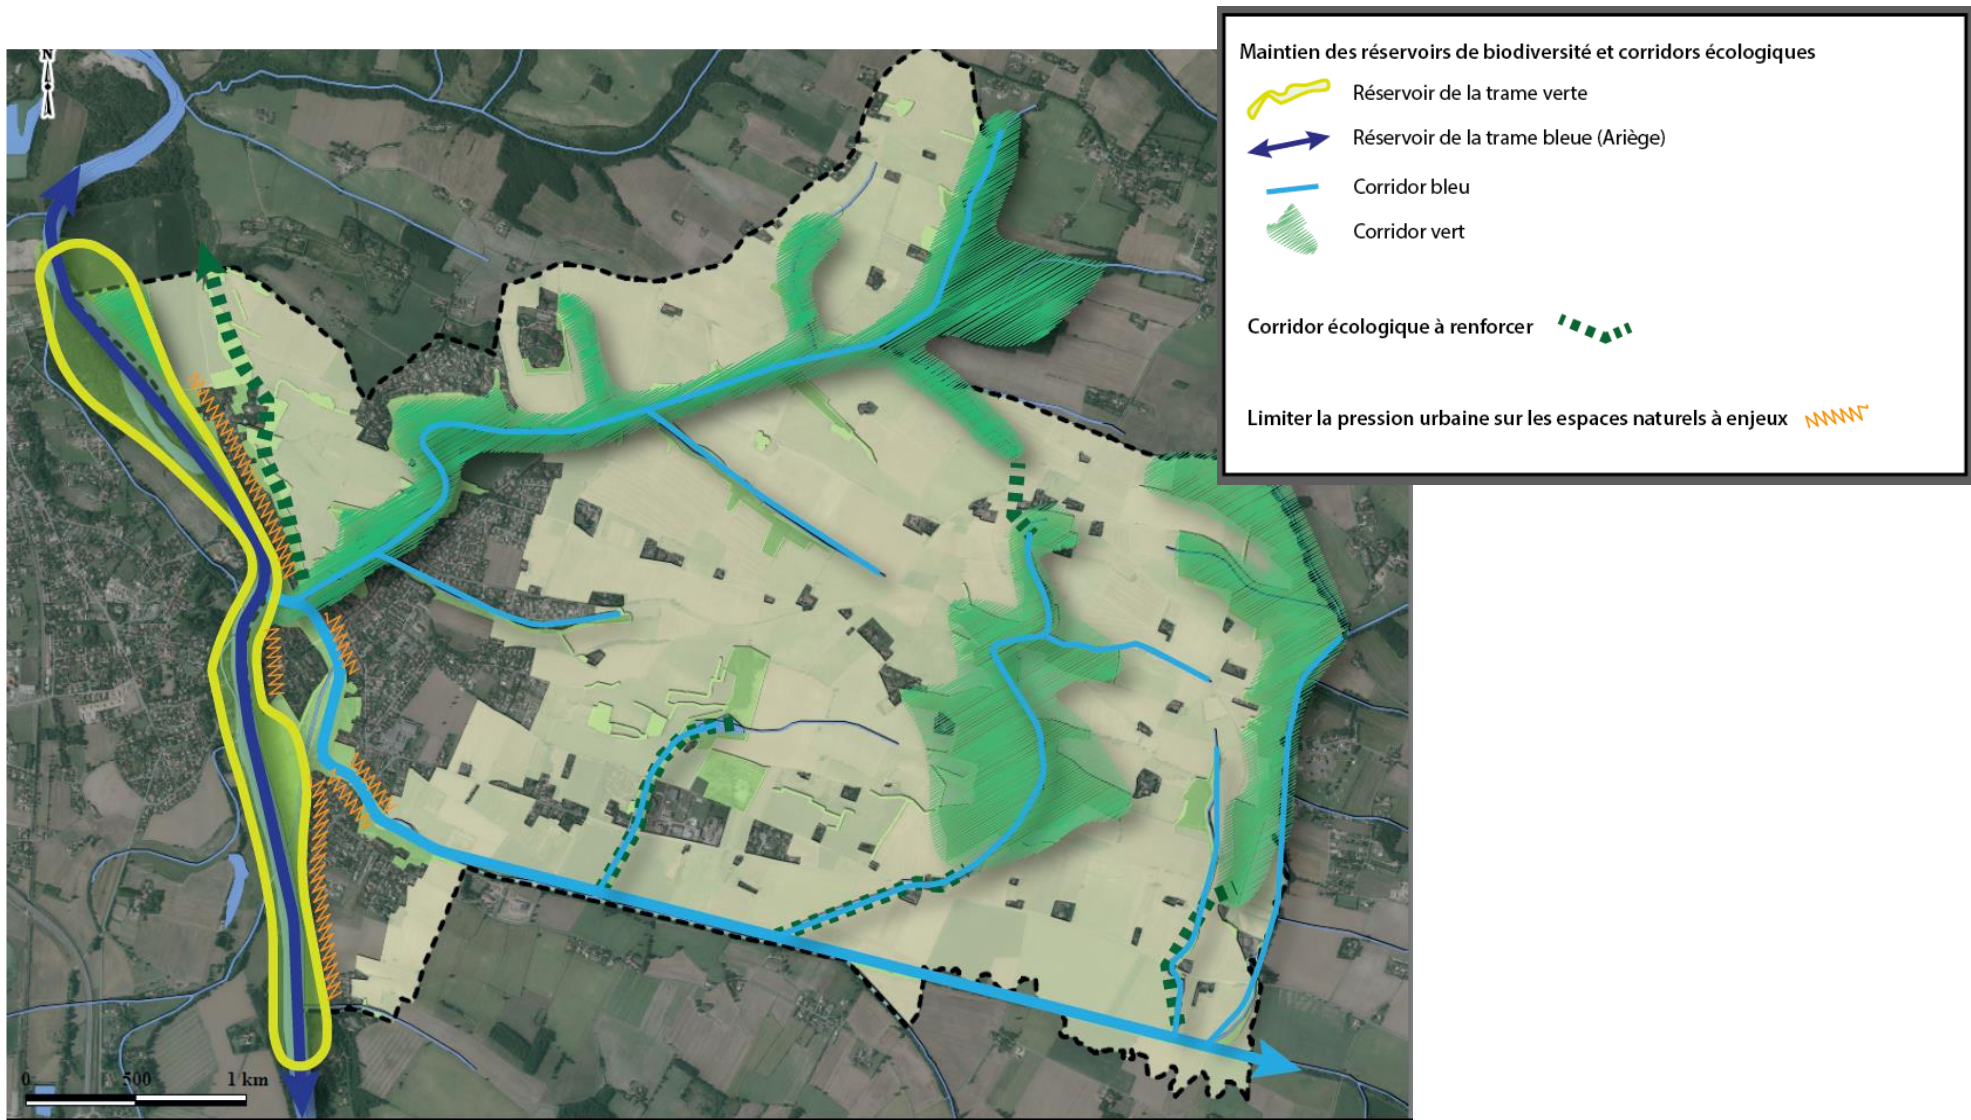 Maintien des réservoirs de biodiversité et corridors écologiques
Réservoir de la trame verte
Réservoir de la trame bleue (Ariège)
Corridor bleu
Corridor vert
Corridor écologique à renforcer
Limiter la pression urbaine sur les espaces naturels à enjeux
N
0 500 1 km